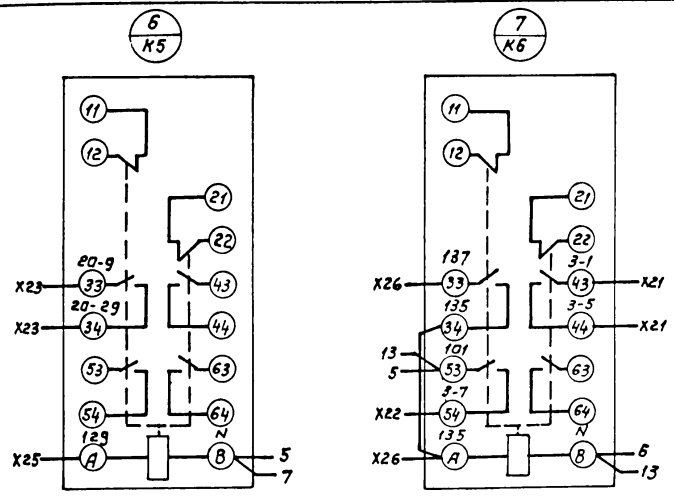 6
K5
11
12
21
22
20-9
X23 33 43
20-29
X23 34 44
53 63
54 64
129 N
X25 A B 5
7
7
K6
11
12
21
22
137 3-1
X26 33 43 X21
135 3-5
34 44 X21
13 101
5 53 63
3-7
X22 54 64
135 N
X26 A B 6
13